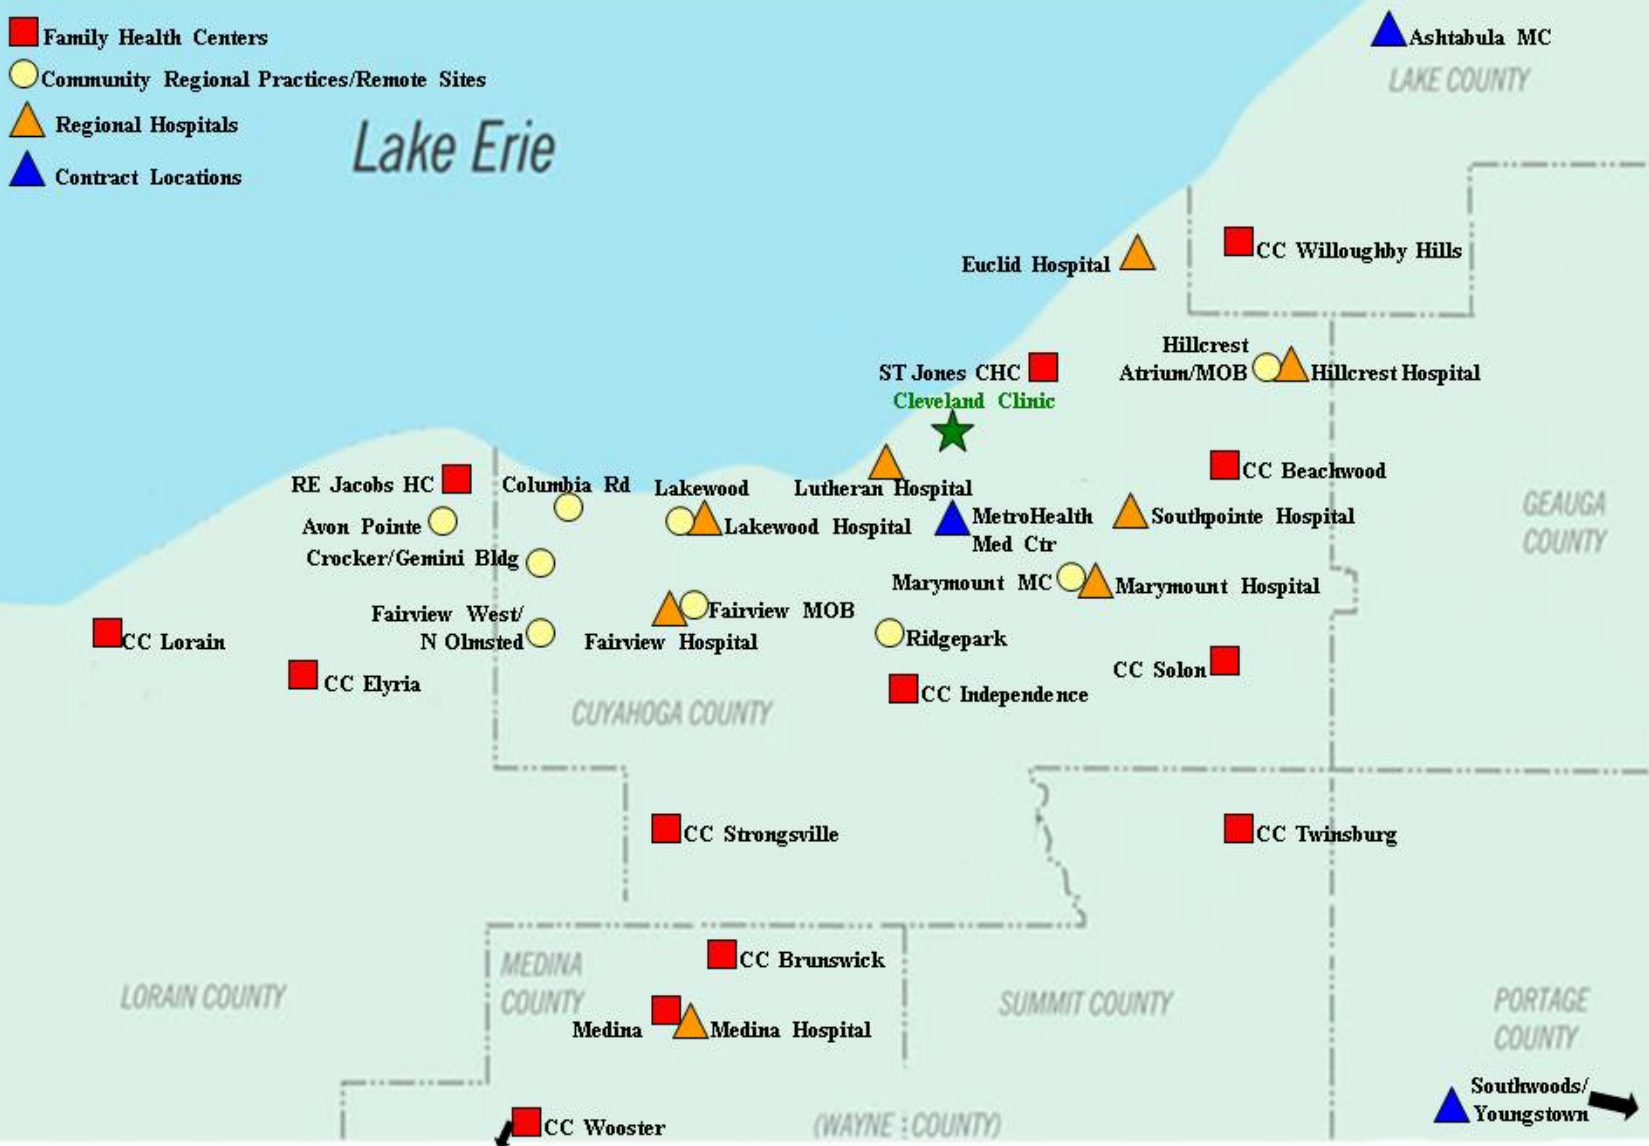 Family Health Centers
Community Regional Practices/Remote Sites
Regional Hospitals
Contract Locations
Lake Erie
Ashtabula MC
LAKE COUNTY
Euclid Hospital
CC Willoughby Hills
ST Jones CHC
Cleveland Clinic
Hillcrest
Atrium/MOB
Hillcrest Hospital
RE Jacobs HC
Columbia Rd
Lakewood
Lutheran Hospital
CC Beachwood
Avon Pointe
Lakewood Hospital
MetroHealth
Med Ctr
Southpointe Hospital
GEAUGA
COUNTY
Crocker/Gemini Bldg
Marymount MC
Marymount Hospital
Fairview West/
N Olmsted
Fairview MOB
Fairview Hospital
Ridgepark
CC Lorain
CC Elyria
CC Independence
CC Solon
CUYAHOGA COUNTY
CC Strongsville
CC Twinsburg
MEDINA
COUNTY
CC Brunswick
LORAIN COUNTY
SUMMIT COUNTY
PORTAGE
COUNTY
Medina
Medina Hospital
Southwoods/
Youngstown
CC Wooster
(WAYNE COUNTY)